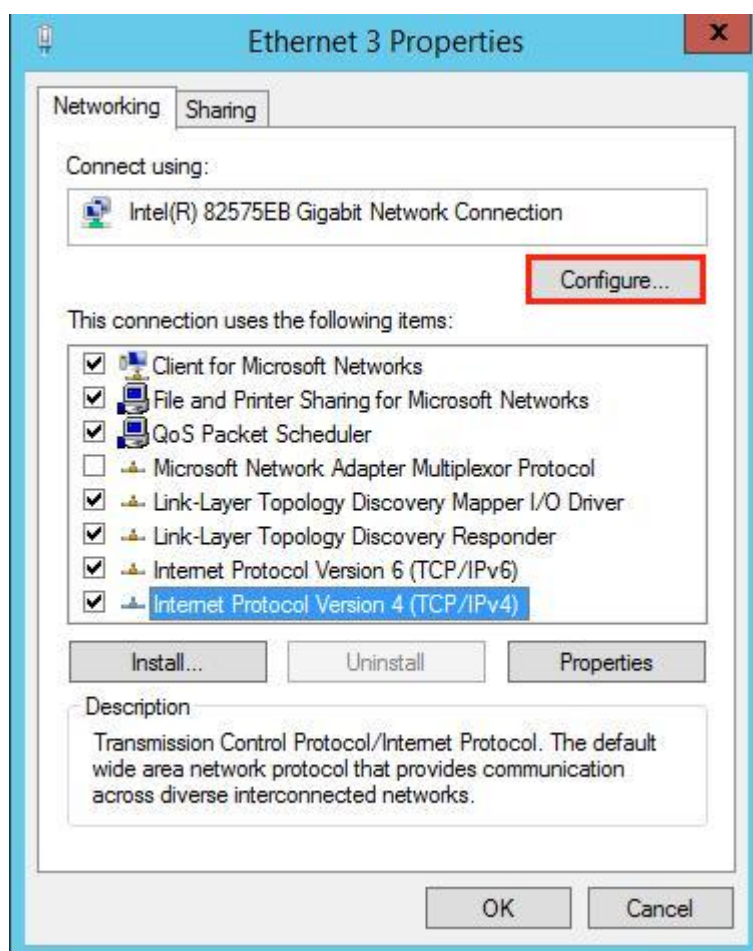 Ethernet 3 Properties
x
Networking
Sharing
Connect using:
Intel(R) 82575EB Gigabit Network Connection
Configure...
This connection uses the following items:
Client for Microsoft Networks
File and Printer Sharing for Microsoft Networks
QoS Packet Scheduler
Microsoft Network Adapter Multiplexor Protocol
Link-Layer Topology Discovery Mapper I/O Driver
Link-Layer Topology Discovery Responder
Internet Protocol Version 6 (TCP/IPv6)
Internet Protocol Version 4 (TCP/IPv4)
Install...
Uninstall
Properties
Description
Transmission Control Protocol/Internet Protocol. The default
wide area network protocol that provides communication
across diverse interconnected networks.
OK
Cancel